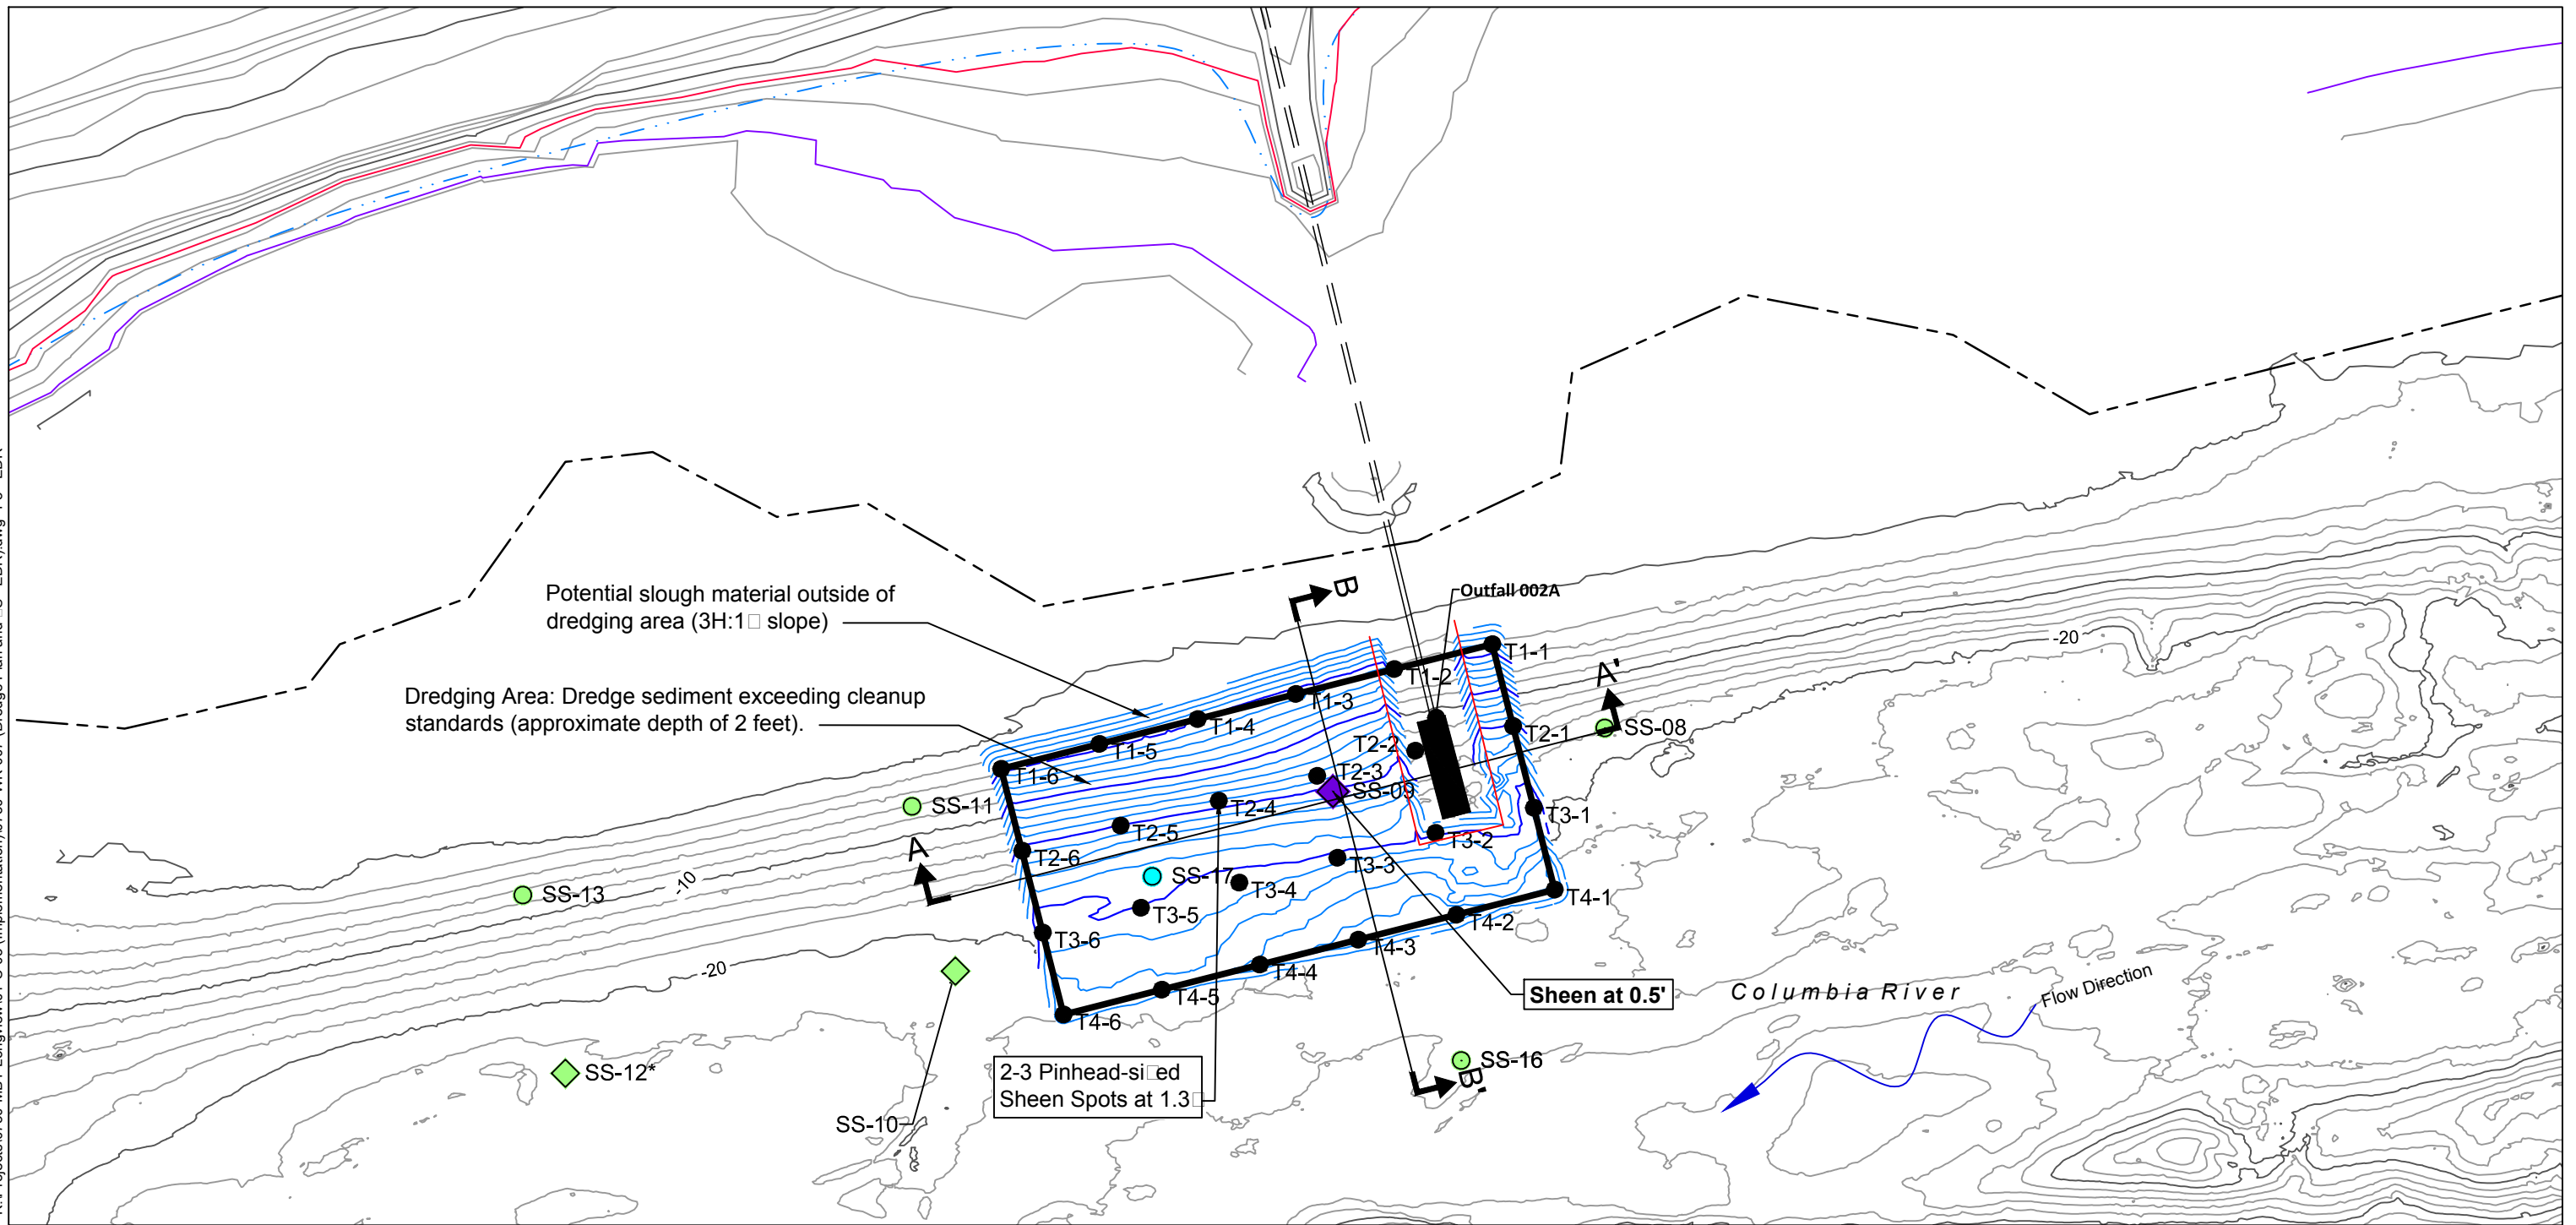 Potential slough material outside of
dredging area (3H:1□ slope)
Dredging Area: Dredge sediment exceeding cleanup
standards (approximate depth of 2 feet).
B
Outfall 002A
-20
T1-1
T1-2
T1-3
T1-4
T1-5
T1-6
A'
SS-08
T2-1
T2-2
T2-3
SS-09
T2-4
T2-5
T2-6
SS-11
A
T3-1
T3-2
T3-3
T3-4
SS-17
T3-5
T3-6
SS-13
-10
-20
T4-1
T4-2
T4-3
T4-4
T4-5
T4-6
Sheen at 0.5'
Columbia River
Flow Direction
2-3 Pinhead-si□ed
Sheen Spots at 1.3□
SS-16
B'
SS-12*
SS-10